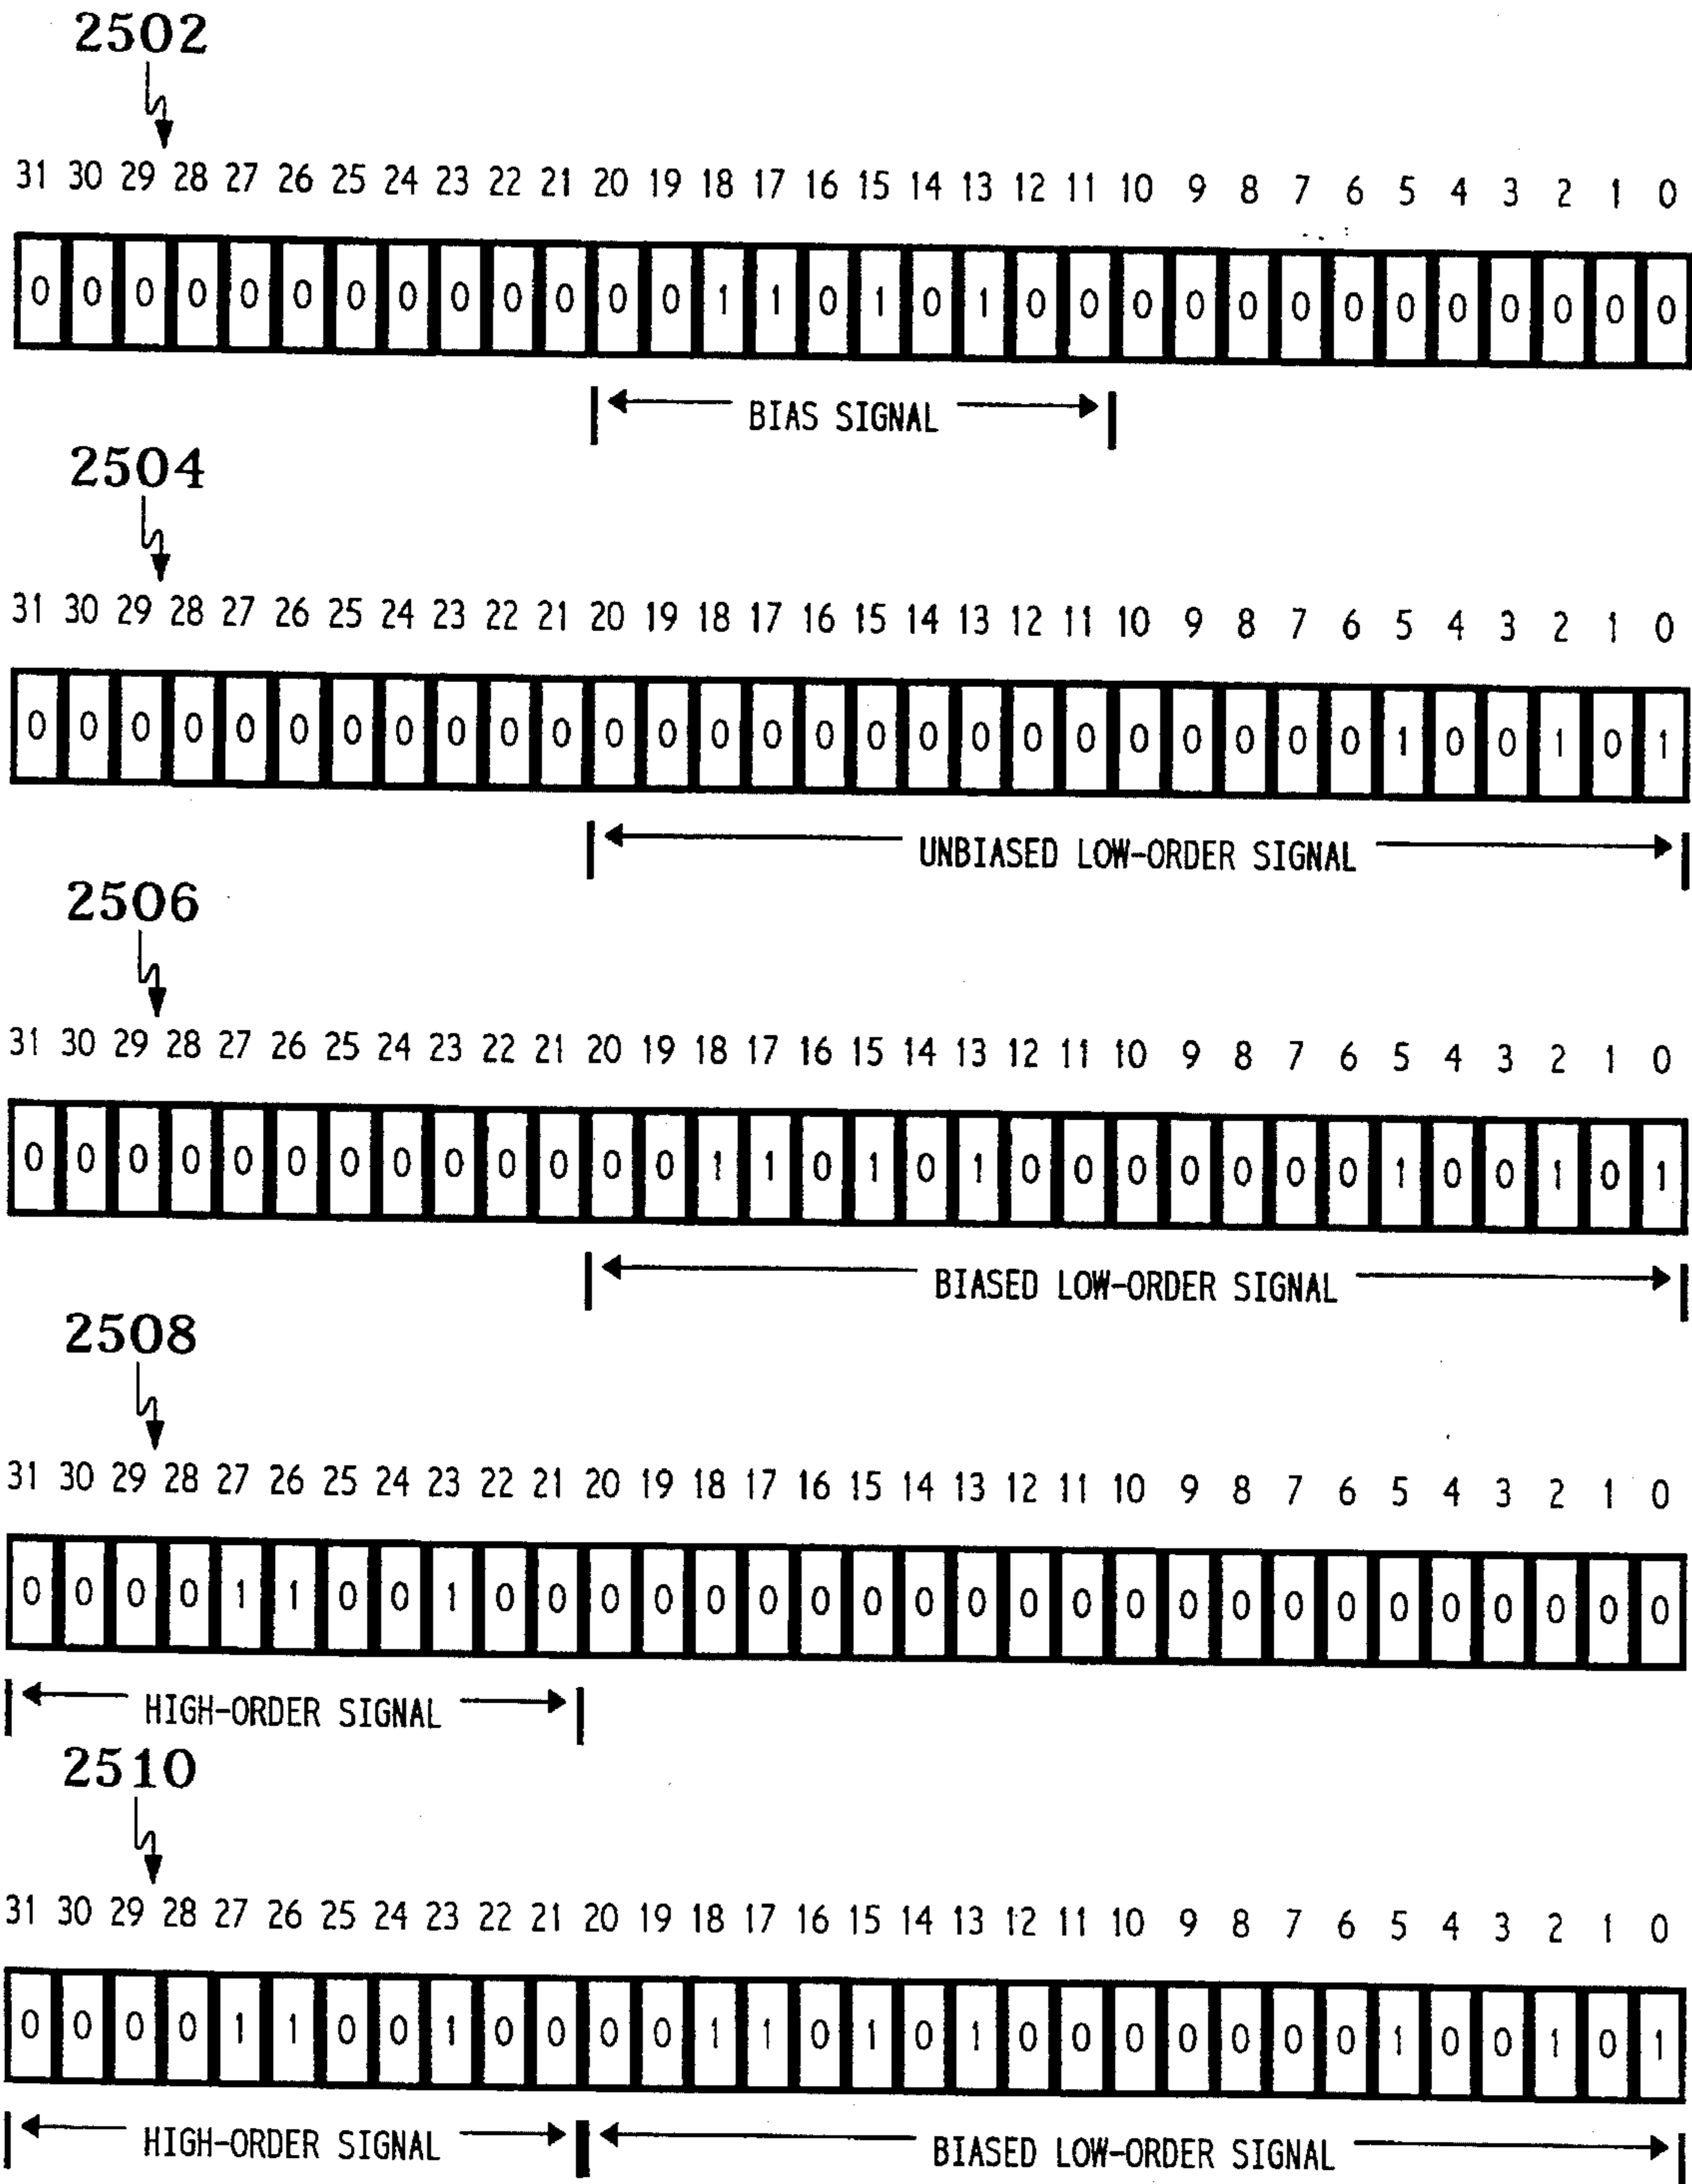 2502
31 30 29 28 27 26 25 24 23 22 21 20 19 18 17 16 15 14 13 12 11 10 9 8 7 6 5 4 3 2 1 0
0 0 0 0 0 0 0 0 0 0 0 0 0 1 1 0 1 0 1 0 0 0 0 0 0 0 0 0 0 0 0 0
BIAS SIGNAL
2504
31 30 29 28 27 26 25 24 23 22 21 20 19 18 17 16 15 14 13 12 11 10 9 8 7 6 5 4 3 2 1 0
0 0 0 0 0 0 0 0 0 0 0 0 0 0 0 0 0 0 0 0 0 0 0 0 0 0 1 0 0 1 0 1
UNBIASED LOW-ORDER SIGNAL
2506
31 30 29 28 27 26 25 24 23 22 21 20 19 18 17 16 15 14 13 12 11 10 9 8 7 6 5 4 3 2 1 0
0 0 0 0 0 0 0 0 0 0 0 0 0 1 1 0 1 0 1 0 0 0 0 0 0 0 1 0 0 1 0 1
BIASED LOW-ORDER SIGNAL
2508
31 30 29 28 27 26 25 24 23 22 21 20 19 18 17 16 15 14 13 12 11 10 9 8 7 6 5 4 3 2 1 0
0 0 0 0 1 1 0 0 1 0 0 0 0 0 0 0 0 0 0 0 0 0 0 0 0 0 0 0 0 0 0 0
HIGH-ORDER SIGNAL
2510
31 30 29 28 27 26 25 24 23 22 21 20 19 18 17 16 15 14 13 12 11 10 9 8 7 6 5 4 3 2 1 0
0 0 0 0 1 1 0 0 1 0 0 0 0 1 1 0 1 0 1 0 0 0 0 0 0 0 1 0 0 1 0 1
HIGH-ORDER SIGNAL BIASED LOW-ORDER SIGNAL